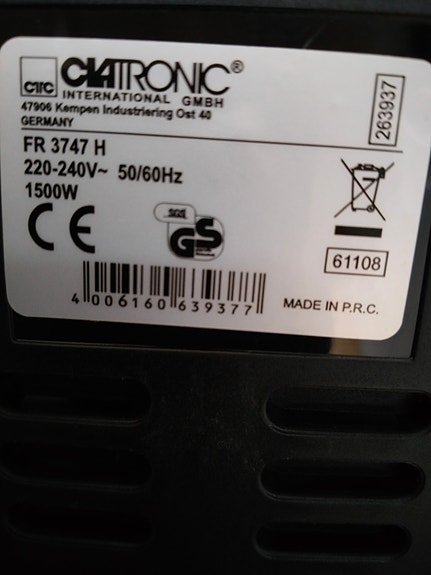 CTC CLATRONIC®
INTERNATIONAL GMBH
47906 Kempen Industriering Ost 40
GERMANY
263937
FR 3747 H
220-240V~ 50/60Hz
1500W
CE
SGS
GS
61108
4 006160 639377
MADE IN P.R.C.